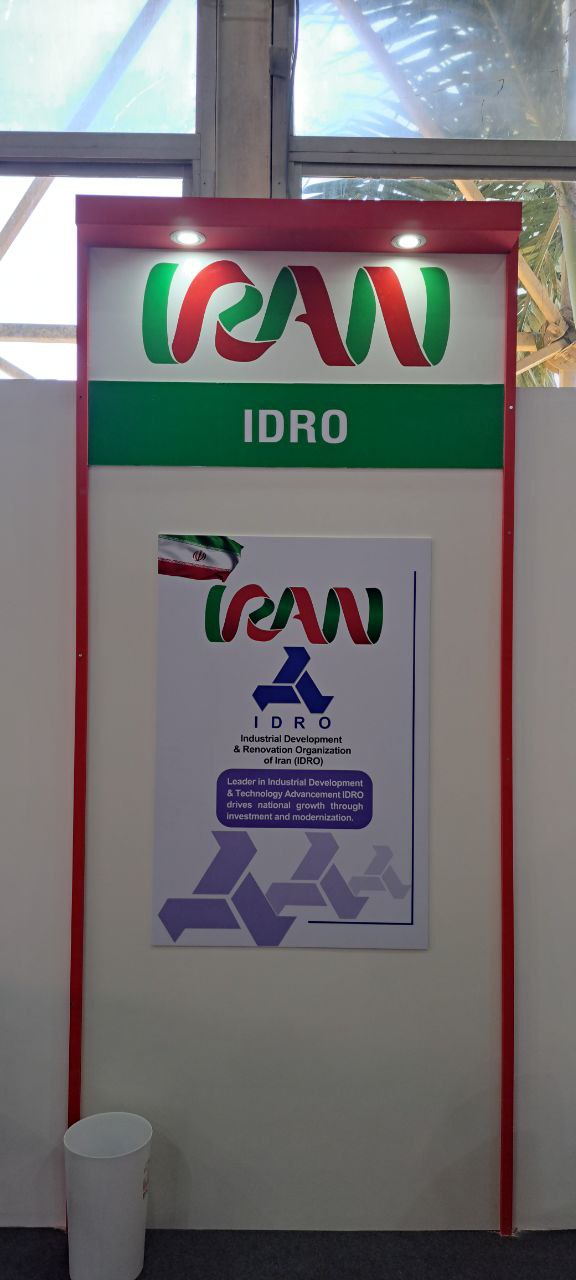 IRAN
IDRO
IRAN
IDRO
Industrial Development
& Renovation Organization
of Iran (IDRO)
Leader in Industrial Development
& Technology Advancement IDRO
drives national growth through
investment and modernization.